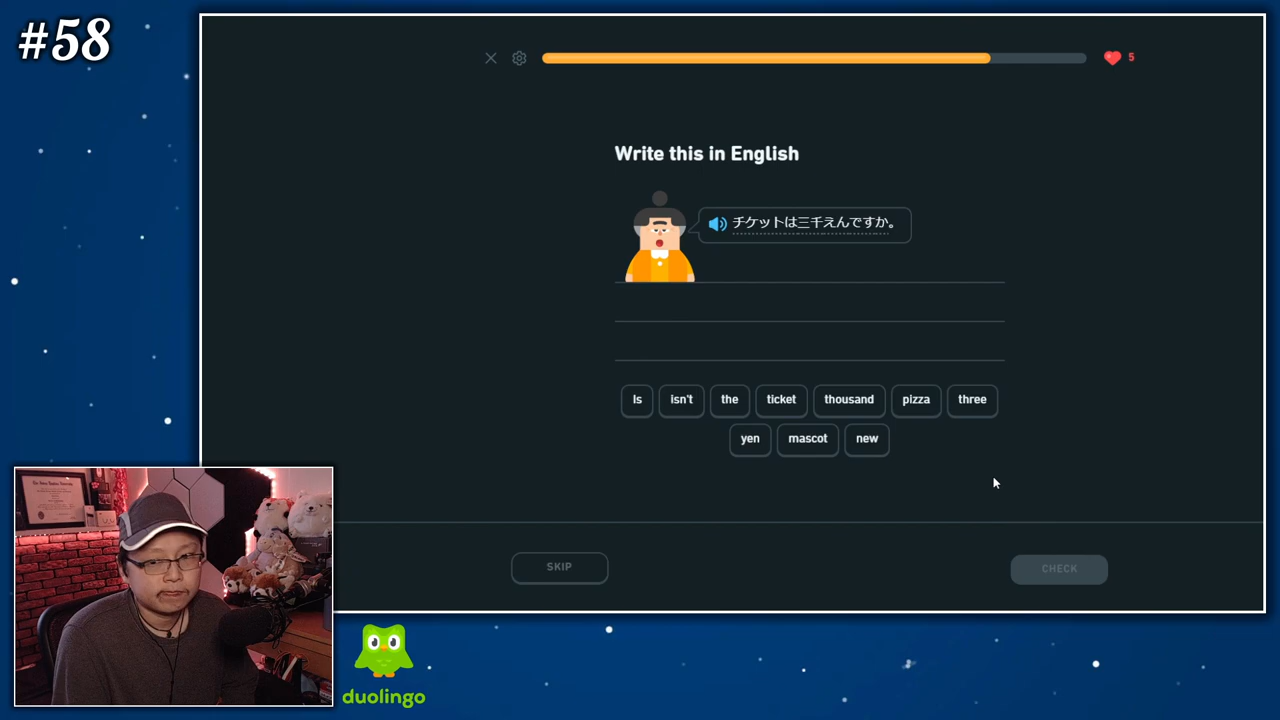 #58
5
Write this in English
チケットは三千えんですか。
Is isn't the ticket thousand pizza three
yen mascot new
SKIP
CHECK
duolingo